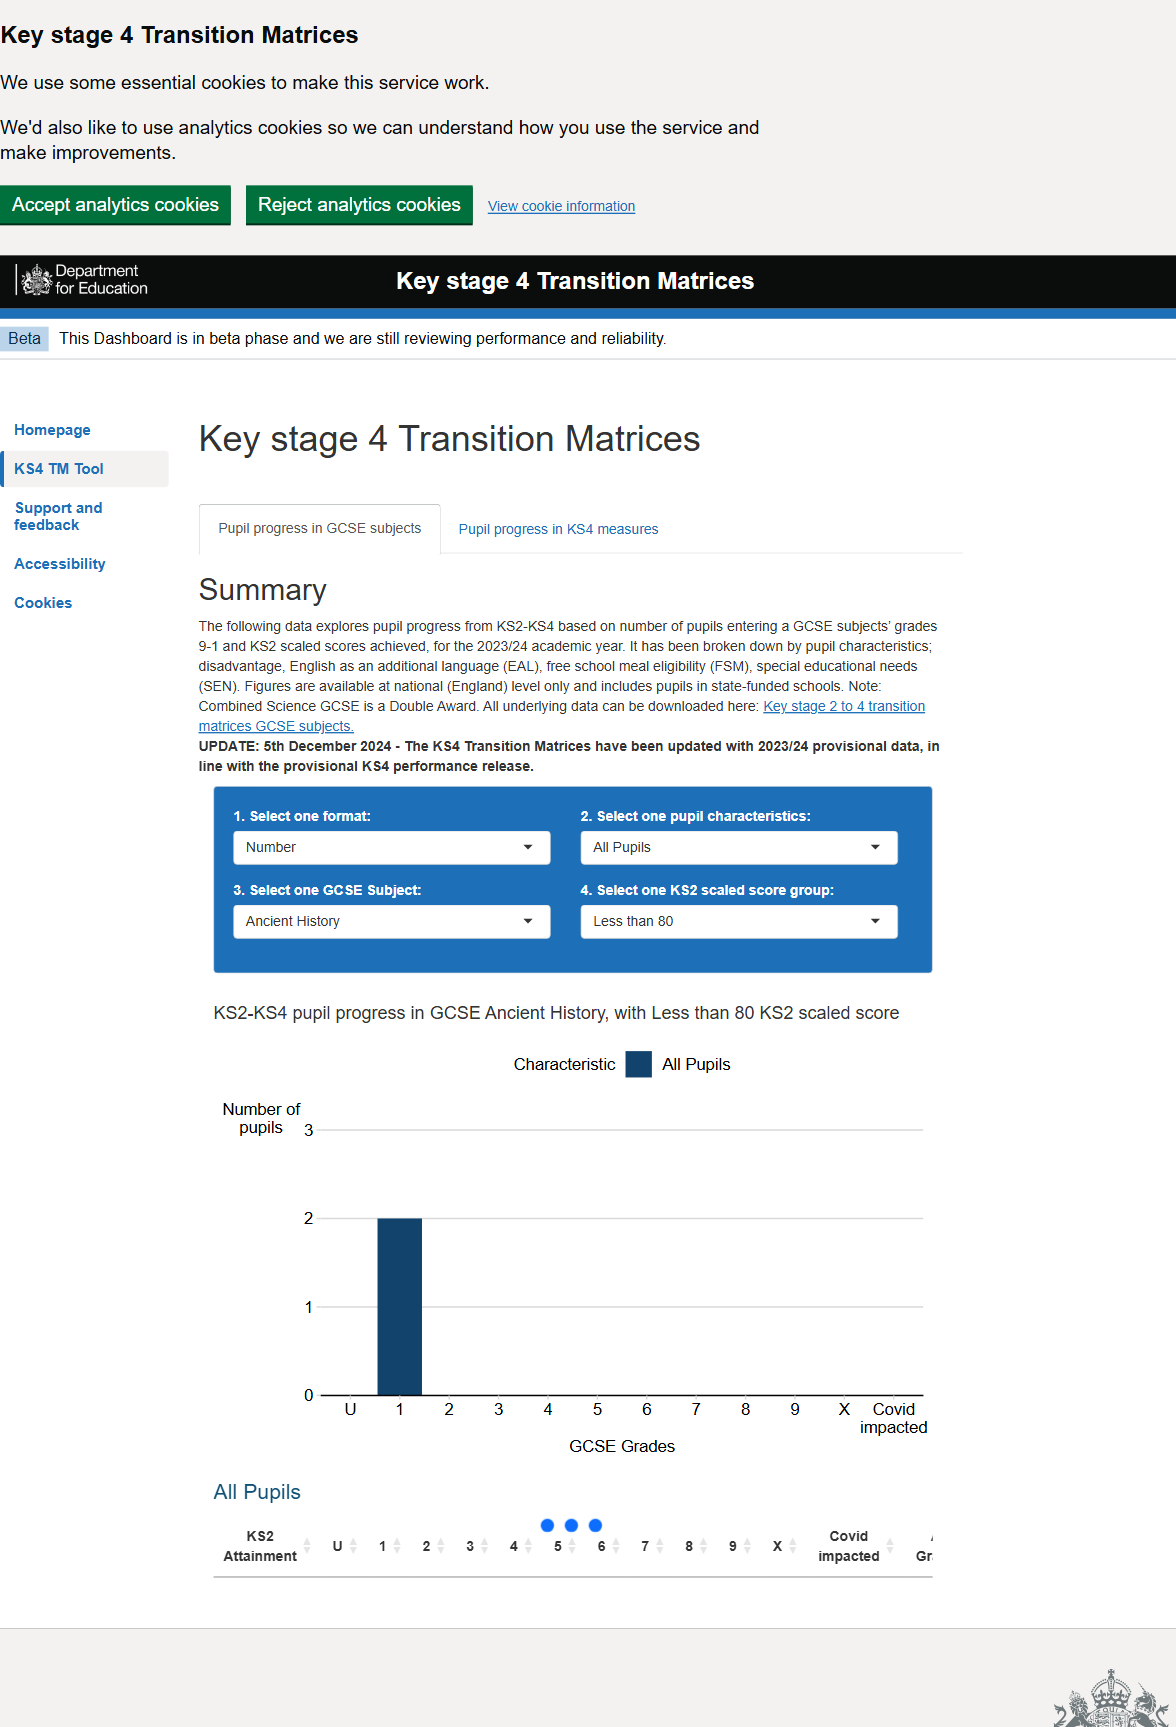 Key stage 4 Transition Matrices
We use some essential cookies to make this service work.
We'd also like to use analytics cookies so we can understand how you use the service and
make improvements.
Accept analytics cookies
Reject analytics cookies
View cookie information
Department
for Education
Key stage 4 Transition Matrices
Beta
This Dashboard is in beta phase and we are still reviewing performance and reliability.
Homepage
KS4 TM Tool
Support and
feedback
Accessibility
Cookies
Key stage 4 Transition Matrices
Pupil progress in GCSE subjects
Pupil progress in KS4 measures
Summary
The following data explores pupil progress from KS2-KS4 based on number of pupils entering a GCSE subjects' grades
9-1 and KS2 scaled scores achieved, for the 2023/24 academic year. It has been broken down by pupil characteristics;
disadvantage, English as an additional language (EAL), free school meal eligibility (FSM), special educational needs
(SEN). Figures are available at national (England) level only and includes pupils in state-funded schools. Note:
Combined Science GCSE is a Double Award. All underlying data can be downloaded here: Key stage 2 to 4 transition
matrices GCSE subjects.
UPDATE: 5th December 2024 - The KS4 Transition Matrices have been updated with 2023/24 provisional data, in
line with the provisional KS4 performance release.
1. Select one format:
Number
2. Select one pupil characteristics:
All Pupils
3. Select one GCSE Subject:
Ancient History
4. Select one KS2 scaled score group:
Less than 80
KS2-KS4 pupil progress in GCSE Ancient History, with Less than 80 KS2 scaled score
Characteristic All Pupils
Number of
pupils
3
2
1
0
U 1 2 3 4 5 6 7 8 9 X Covid
impacted
GCSE Grades
All Pupils
KS2
Attainment
U 1 2 3 4 5 6 7 8 9 X
Covid
impacted